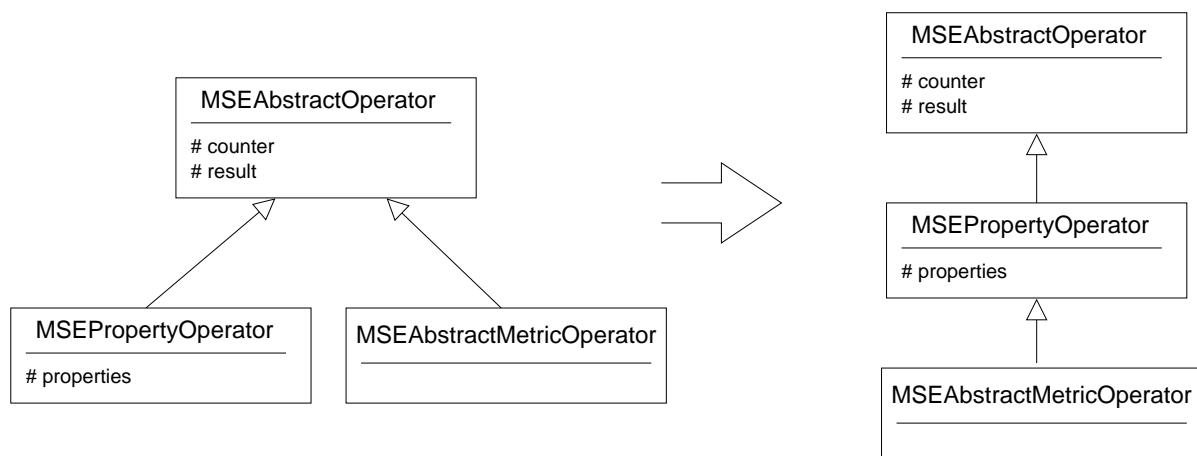 MSEAbstractOperator
# counter
# result
MSEPropertyOperator
# properties
MSEAbstractMetricOperator
MSEAbstractOperator
# counter
# result
MSEPropertyOperator
# properties
MSEAbstractMetricOperator